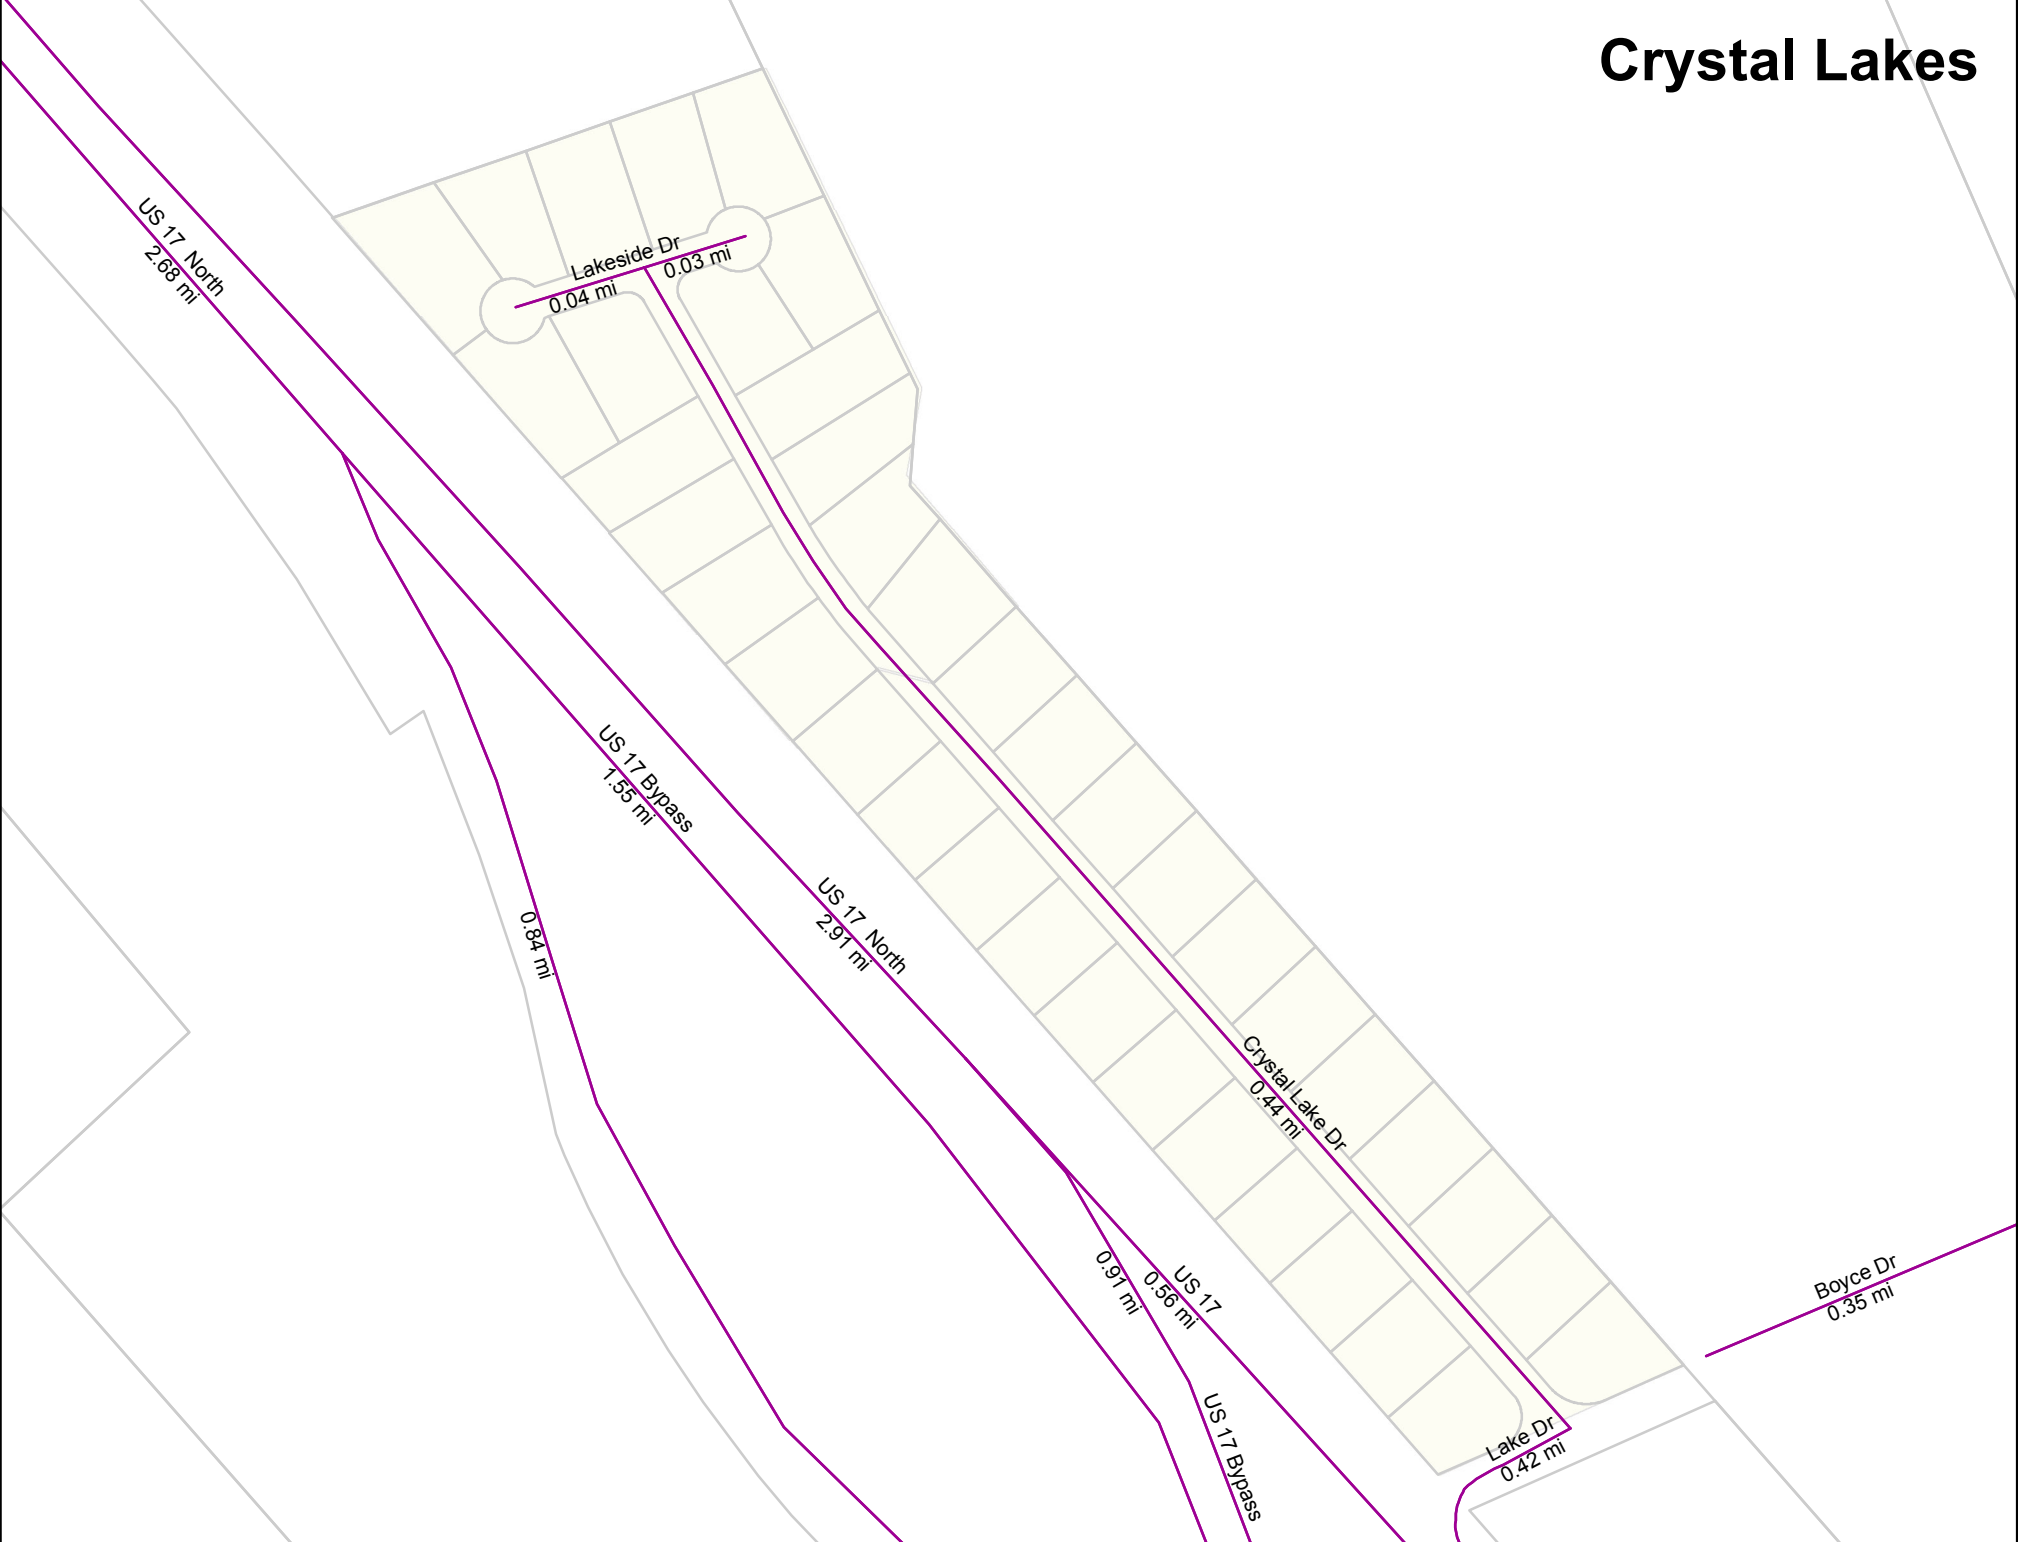 Crystal Lakes
US 17  North
2.68 mi
Lakeside Dr
0.04 mi
0.03 mi
US 17 Bypass
1.55 mi
US 17  North
2.91 mi
0.84 mi
Crystal Lake Dr
0.44 mi
US 17
0.56 mi
0.91 mi
US 17 Bypass
Boyce Dr
0.35 mi
Lake Dr
0.42 mi